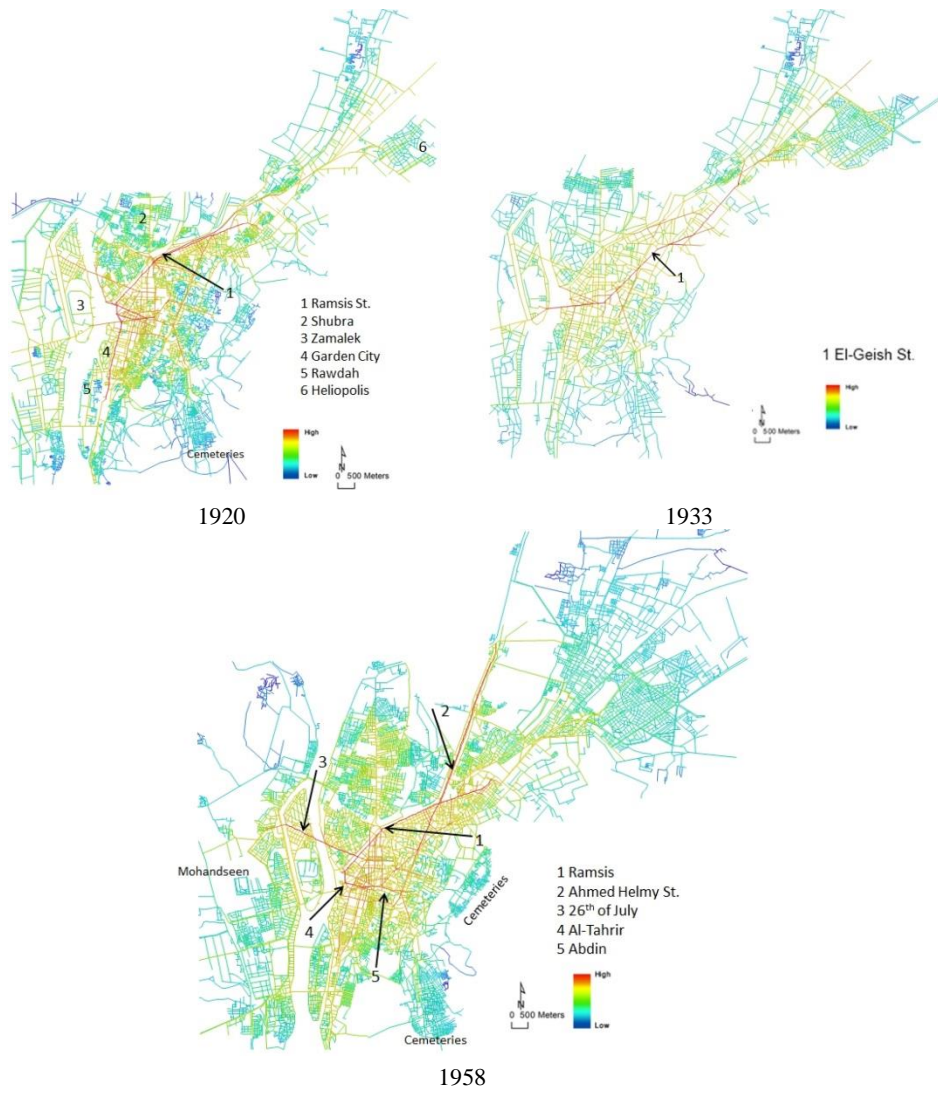 6
2
1
3
4
5
1 Ramsis St.
2 Shubra
3 Zamalek
4 Garden City
5 Rawdah
6 Heliopolis
Cemeteries
High
Low
N
0 500 Meters
1920
1
1 El-Geish St.
High
Low
N
0 500 Meters
1933
2
3
1
Mohandseen
Cemeteries
4
5
1 Ramsis
2 Ahmed Helmy St.
3 26th of July
4 Al-Tahrir
5 Abdin
High
Low
N
0 500 Meters
Cemeteries
1958